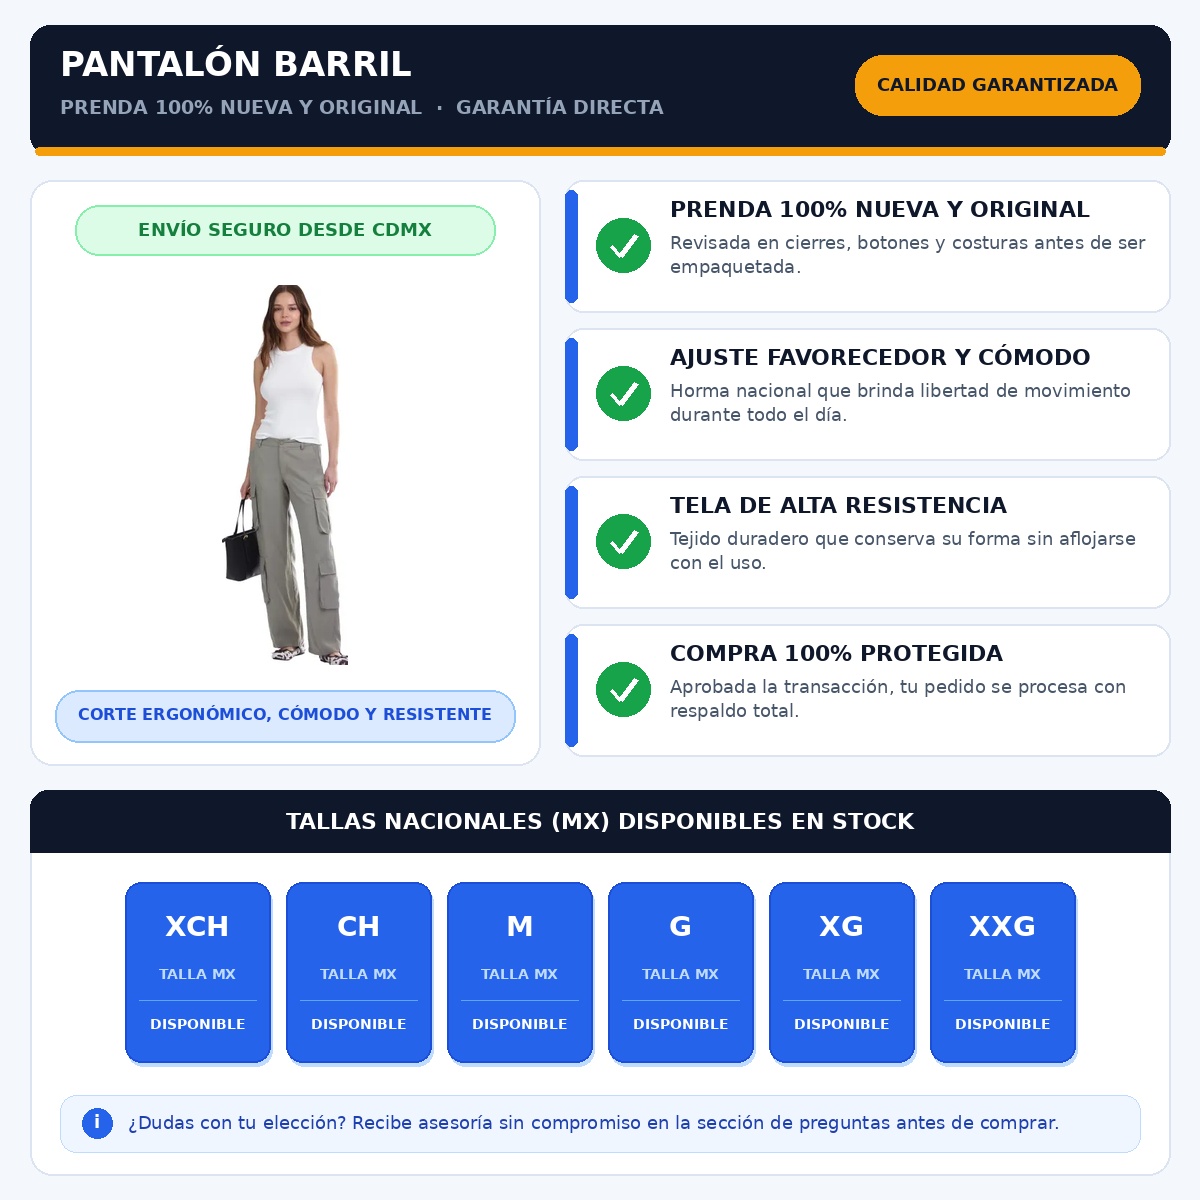 PANTALÓN BARRIL
PRENDA 100% NUEVA Y ORIGINAL · GARANTÍA DIRECTA
CALIDAD GARANTIZADA
ENVÍO SEGURO DESDE CDMX
CORTE ERGONÓMICO, CÓMODO Y RESISTENTE
PRENDA 100% NUEVA Y ORIGINAL
Revisada en cierres, botones y costuras antes de ser
empaquetada.
AJUSTE FAVORECEDOR Y CÓMODO
Horma nacional que brinda libertad de movimiento
durante todo el día.
TELA DE ALTA RESISTENCIA
Tejido duradero que conserva su forma sin aflojarse
con el uso.
COMPRA 100% PROTEGIDA
Aprobada la transacción, tu pedido se procesa con
respaldo total.
TALLAS NACIONALES (MX) DISPONIBLES EN STOCK
XCH
TALLA MX
DISPONIBLE
CH
TALLA MX
DISPONIBLE
M
TALLA MX
DISPONIBLE
G
TALLA MX
DISPONIBLE
XG
TALLA MX
DISPONIBLE
XXG
TALLA MX
DISPONIBLE
i
¿Dudas con tu elección? Recibe asesoría sin compromiso en la sección de preguntas antes de comprar.